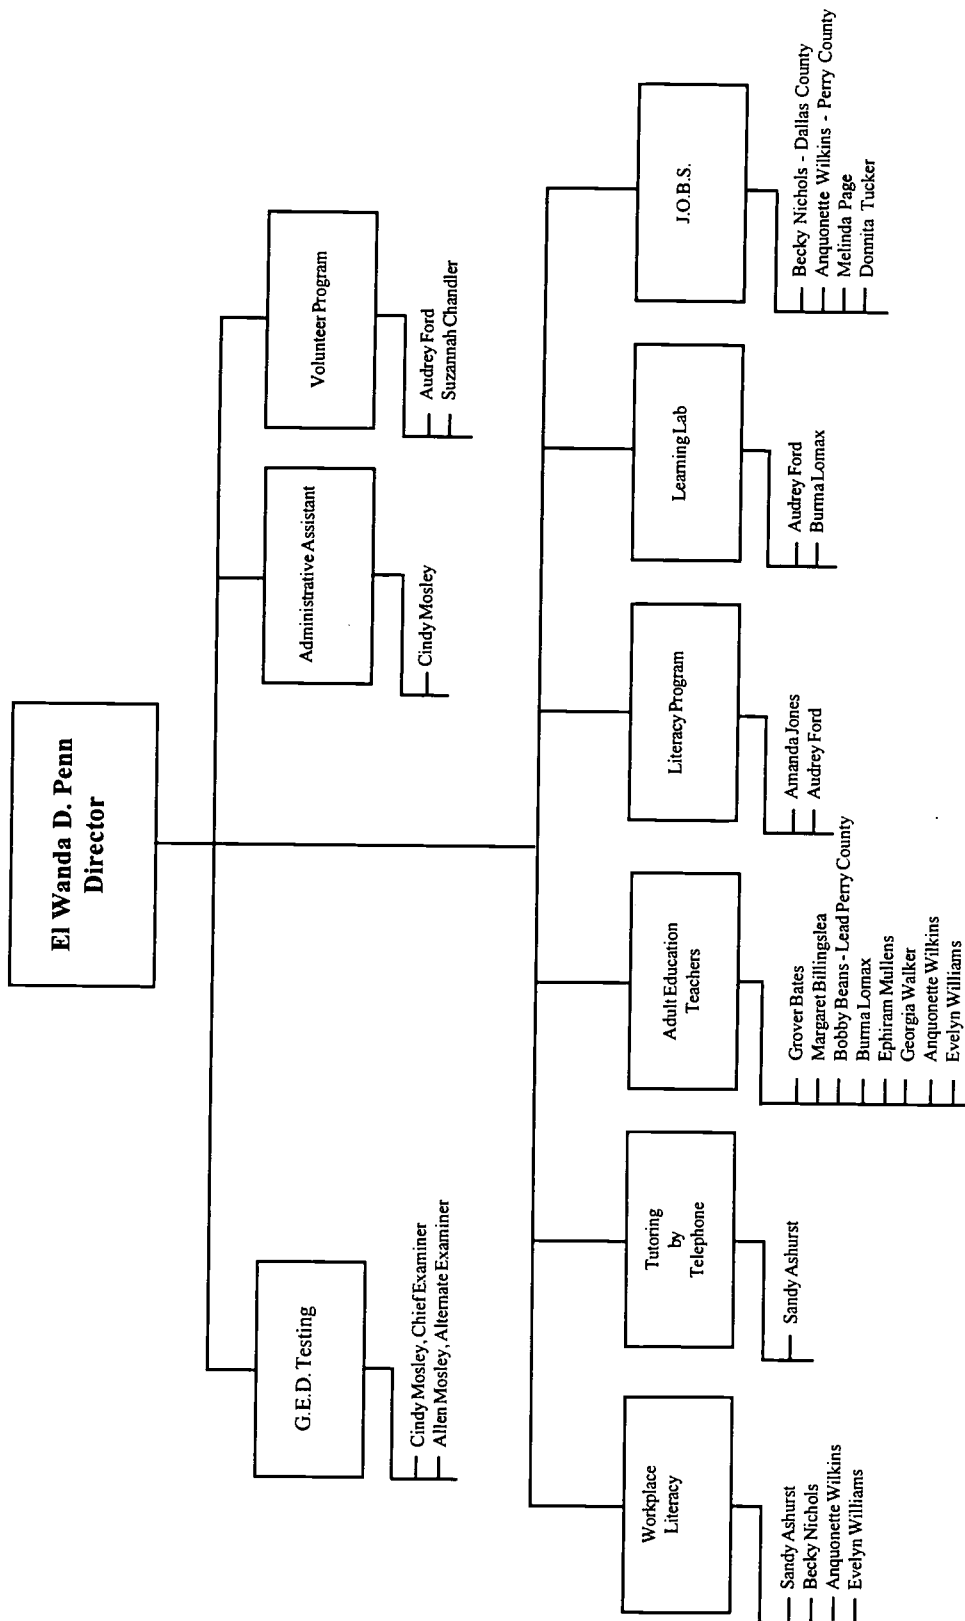 El Wanda D. Penn
Director
G.E.D. Testing
Cindy Mosley, Chief Examiner
Allen Mosley, Alternate Examiner
Administrative Assistant
Cindy Mosley
Volunteer Program
Audrey Ford
Suzannah Chandler
Workplace
Literacy
Sandy Ashurst
Becky Nichols
Anquonette Wilkins
Evelyn Williams
Tutoring
by
Telephone
Sandy Ashurst
Adult Education
Teachers
Grover Bates
Margaret Billingslea
Bobby Beans - Lead Perry County
Burma Lomax
Ephiram Mullens
Georgia Walker
Anquonette Wilkins
Evelyn Williams
Literacy Program
Amanda Jones
Audrey Ford
Learning Lab
Audrey Ford
Burma Lomax
J.O.B.S.
Becky Nichols - Dallas County
Anquonette Wilkins - Perry County
Melinda Page
Donnita Tucker